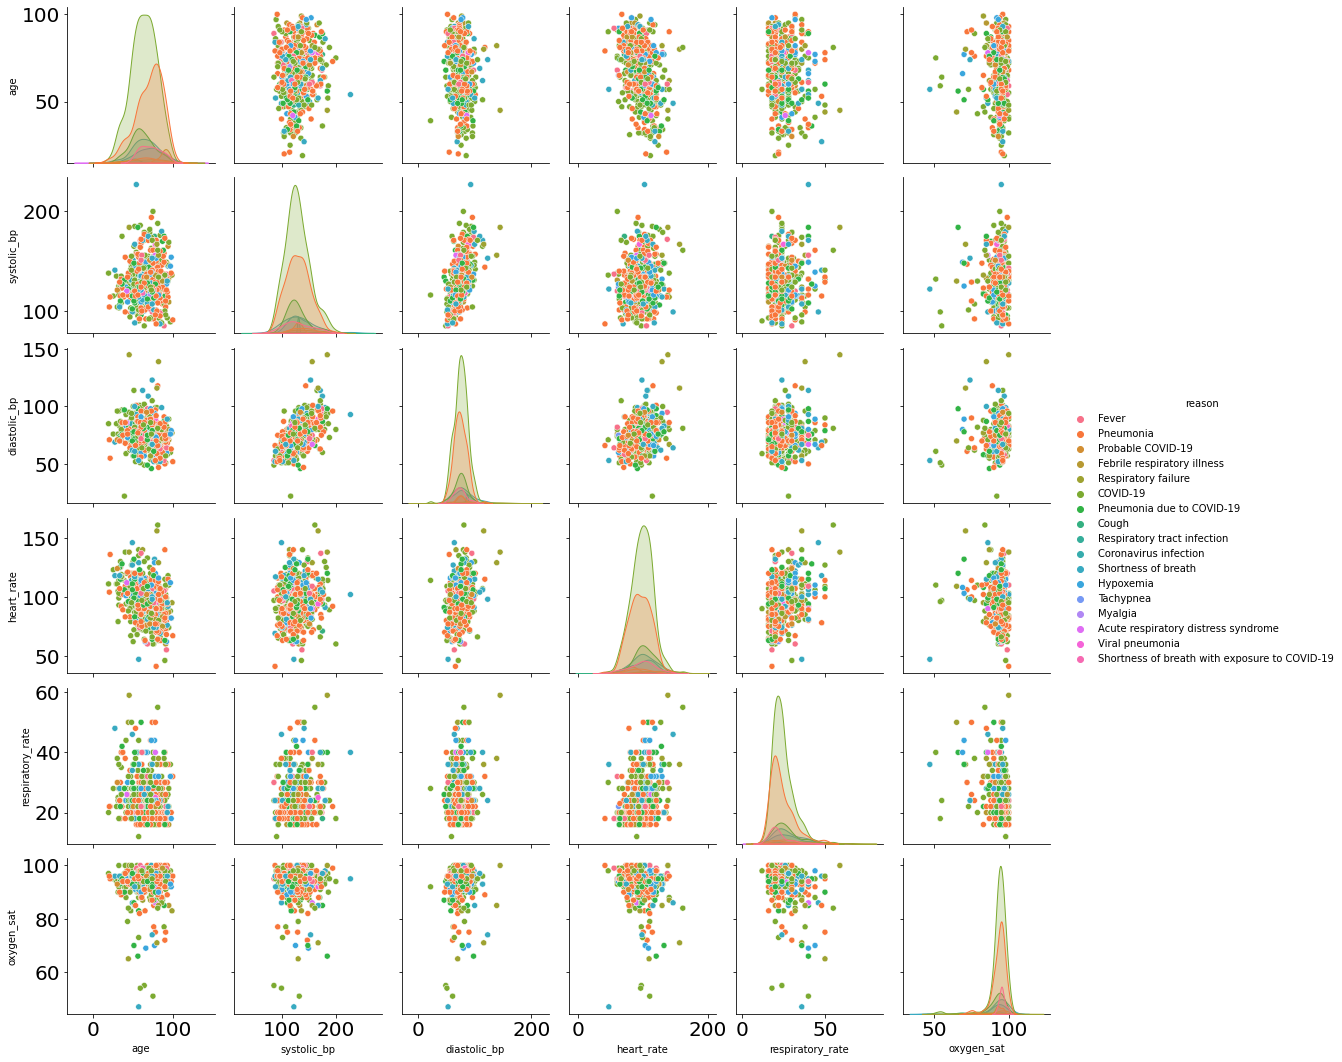 100
50
age
200
100
systolic_bp
150
100
50
diastolic_bp
150
100
50
heart_rate
60
40
20
respiratory_rate
100
80
60
oxygen_sat
0 100
age
100 200
systolic_bp
0 200
diastolic_bp
0 100 200
heart_rate
0 50
respiratory_rate
50 100
oxygen_sat
reason
Fever
Pneumonia
Probable COVID-19
Febrile respiratory illness
Respiratory failure
COVID-19
Pneumonia due to COVID-19
Cough
Respiratory tract infection
Coronavirus infection
Shortness of breath
Hypoxemia
Tachypnea
Myalgia
Acute respiratory distress syndrome
Viral pneumonia
Shortness of breath with exposure to COVID-19